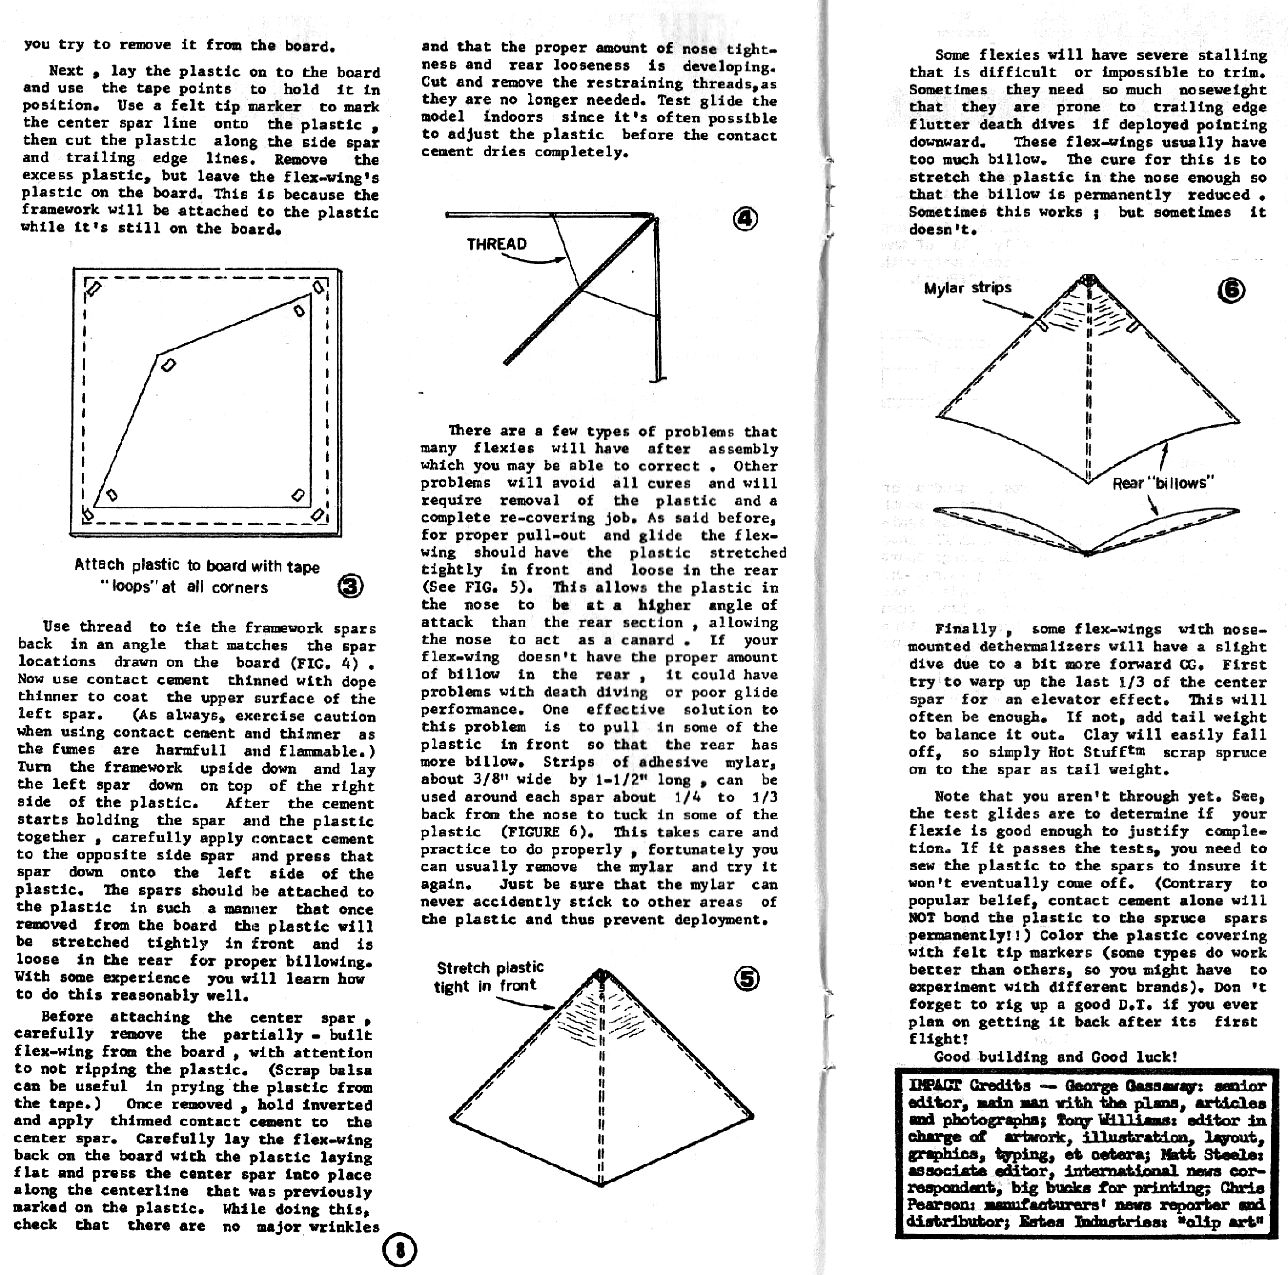 you try to remove it from the board.
Next , lay the plastic on to the board
and use the tape points to hold it in
position. Use a felt tip marker to mark
the center spar line onto the plastic ,
then cut the plastic along the side spar
and trailing edge lines. Remove the
excess plastic, but leave the flex-wing's
plastic on the board. This is because the
framework will be attached to the plastic
while it's still on the board.
Attach plastic to board with tape
"loops" at all corners
3
Use thread to tie the framework spars
back in an angle that matches the spar
locations drawn on the board (FIG. 4) .
Now use contact cement thinned with dope
thinner to coat the upper surface of the
left spar. (As always, exercise caution
when using contact cement and thinner as
the fumes are harmfull and flammable.)
Turn the framework upside down and lay
the left spar down on top of the right
side of the plastic. After the cement
starts holding the spar and the plastic
together , carefully apply contact cement
to the opposite side spar and press that
spar down onto the left side of the
plastic. The spars should be attached to
the plastic in such a manner that once
removed from the board the plastic will
be stretched tightly in front and is
loose in the rear for proper billowing.
With some experience you will learn how
to do this reasonably well.
Before attaching the center spar ,
carefully remove the partially - built
flex-wing from the board , with attention
to not ripping the plastic. (Scrap balsa
can be useful in prying the plastic from
the tape.) Once removed , hold inverted
and apply thinned contact cement to the
center spar. Carefully lay the flex-wing
back on the board with the plastic laying
flat and press the center spar into place
along the centerline that was previously
marked on the plastic. While doing this,
check that there are no major wrinkles
and that the proper amount of nose tight-
ness and rear looseness is developing.
Cut and remove the restraining threads,as
they are no longer needed. Test glide the
model indoors since it's often possible
to adjust the plastic before the contact
cement dries completely.
4
THREAD
There are a few types of problems that
many flexies will have after assembly
which you may be able to correct . Other
problems will avoid all cures and will
require removal of the plastic and a
complete re-covering job. As said before,
for proper pull-out and glide the flex-
wing should have the plastic stretched
tightly in front and loose in the rear
(See FIG. 5). This allows the plastic in
the nose to be at a higher angle of
attack than the rear section , allowing
the nose to act as a canard . If your
flex-wing doesn't have the proper amount
of billow in the rear , it could have
problems with death diving or poor glide
performance. One effective solution to
this problem is to pull in some of the
plastic in front so that the rear has
more billow. Strips of adhesive mylar,
about 3/8" wide by 1-1/2" long , can be
used around each spar about 1/4 to 1/3
back from the nose to tuck in some of the
plastic (FIGURE 6). This takes care and
practice to do properly , fortunately you
can usually remove the mylar and try it
again. Just be sure that the mylar can
never accidently stick to other areas of
the plastic and thus prevent deployment.
Stretch plastic
tight in front
5
8
Some flexies will have severe stalling
that is difficult or impossible to trim.
Sometimes they need so much noseweight
that they are prone to trailing edge
flutter death dives if deployed pointing
downward. These flex-wings usually have
too much billow. The cure for this is to
stretch the plastic in the nose enough so
that the billow is permanently reduced .
Sometimes this works ; but sometimes it
doesn't.
Mylar strips
6
Rear "billows"
Finally , some flex-wings with nose-
mounted dethermalizers will have a slight
dive due to a bit more forward CG. First
try to warp up the last 1/3 of the center
spar for an elevator effect. This will
often be enough. If not, add tail weight
to balance it out. Clay will easily fall
off, so simply Hot Stuff™ scrap spruce
on to the spar as tail weight.
Note that you aren't through yet. See,
the test glides are to determine if your
flexie is good enough to justify comple-
tion. If it passes the tests, you need to
sew the plastic to the spars to insure it
won't eventually come off. (Contrary to
popular belief, contact cement alone will
NOT bond the plastic to the spruce spars
permanently!!) Color the plastic covering
with felt tip markers (some types do work
better than others, so you might have to
experiment with different brands). Don 't
forget to rig up a good D.T. if you ever
plan on getting it back after its first
flight!
Good building and Good luck!
IMPACT Credits — George Gassaway: senior
editor, main man with the plans, articles
and photographs; Tony Williams: editor in
charge of artwork, illustration, layout,
graphics, typing, et cetera; Matt Steele:
associate editor, international news cor-
respondent, big bucks for printing; Chris
Pearson: manufacturers' news reporter and
distributor; Estes Industries: "clip art"